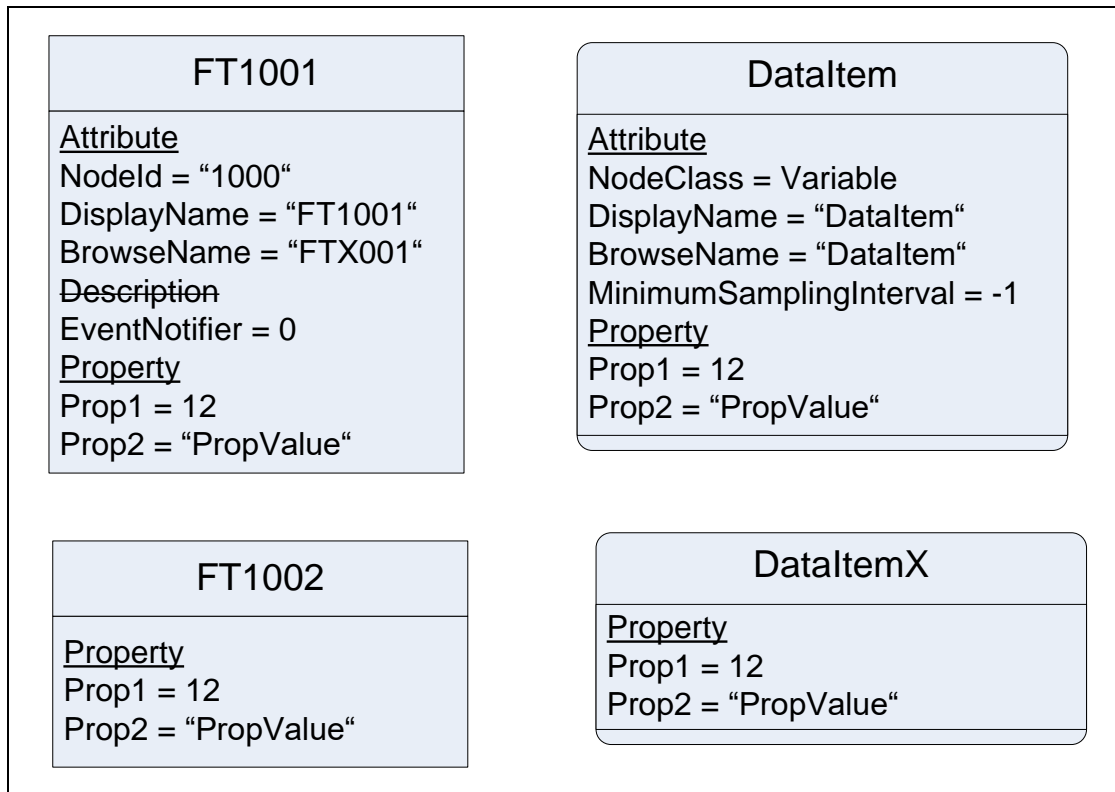 FT1001
Attribute
NodeId = “1000“
DisplayName = “FT1001“
BrowseName = “FTX001“
Description
EventNotifier = 0
Property
Prop1 = 12
Prop2 = “PropValue“
DataItem
Attribute
NodeClass = Variable
DisplayName = “DataItem“
BrowseName = “DataItem“
MinimumSamplingInterval = -1
Property
Prop1 = 12
Prop2 = “PropValue“
FT1002
Property
Prop1 = 12
Prop2 = “PropValue“
DataItemX
Property
Prop1 = 12
Prop2 = “PropValue“